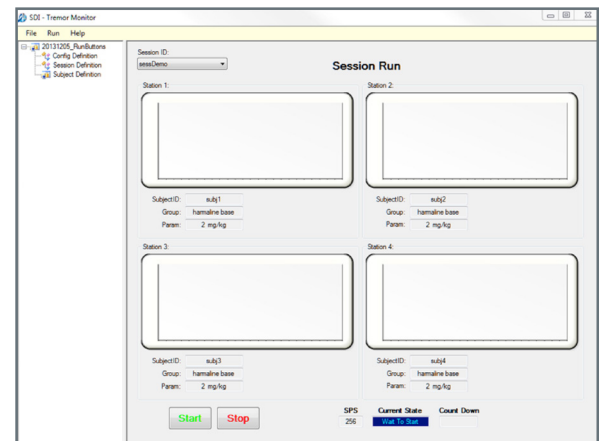 SDI - Tremor Monitor
File Run Help
20131205_RunButtons
Config Definition
Session Definition
Subject Definition
Session ID:
sessDemo
Session Run
Station 1:
Station 2:
SubjectID: subj1
SubjectID: subj2
Group: harmaline base
Group: harmaline base
Param: 2 mg/kg
Param: 2 mg/kg
Station 3:
Station 4:
SubjectID: subj3
SubjectID: subj4
Group: harmaline base
Group: harmaline base
Param: 2 mg/kg
Param: 2 mg/kg
Start Stop
SPS Current State Count Down
256 Wait To Start